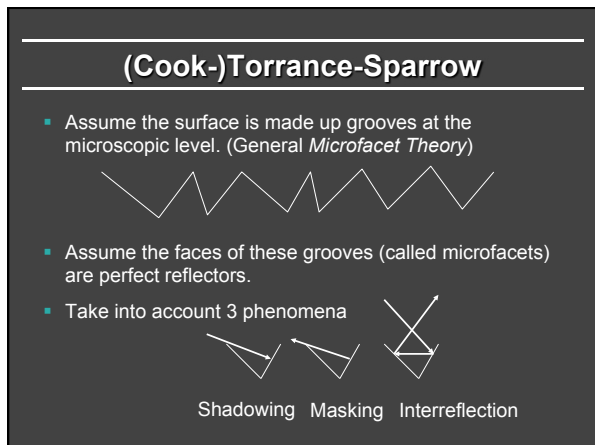 (Cook-)Torrance-Sparrow
▪ Assume the surface is made up grooves at the
microscopic level. (General Microfacet Theory)
▪ Assume the faces of these grooves (called microfacets)
are perfect reflectors.
▪ Take into account 3 phenomena
Shadowing Masking Interreflection